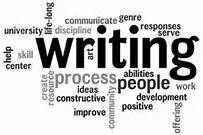 life-long
communicate genre
university discipline responses
serve
help skill art writing
center
create process abilities people work
resource ideas development
constructive community positive
improve offering